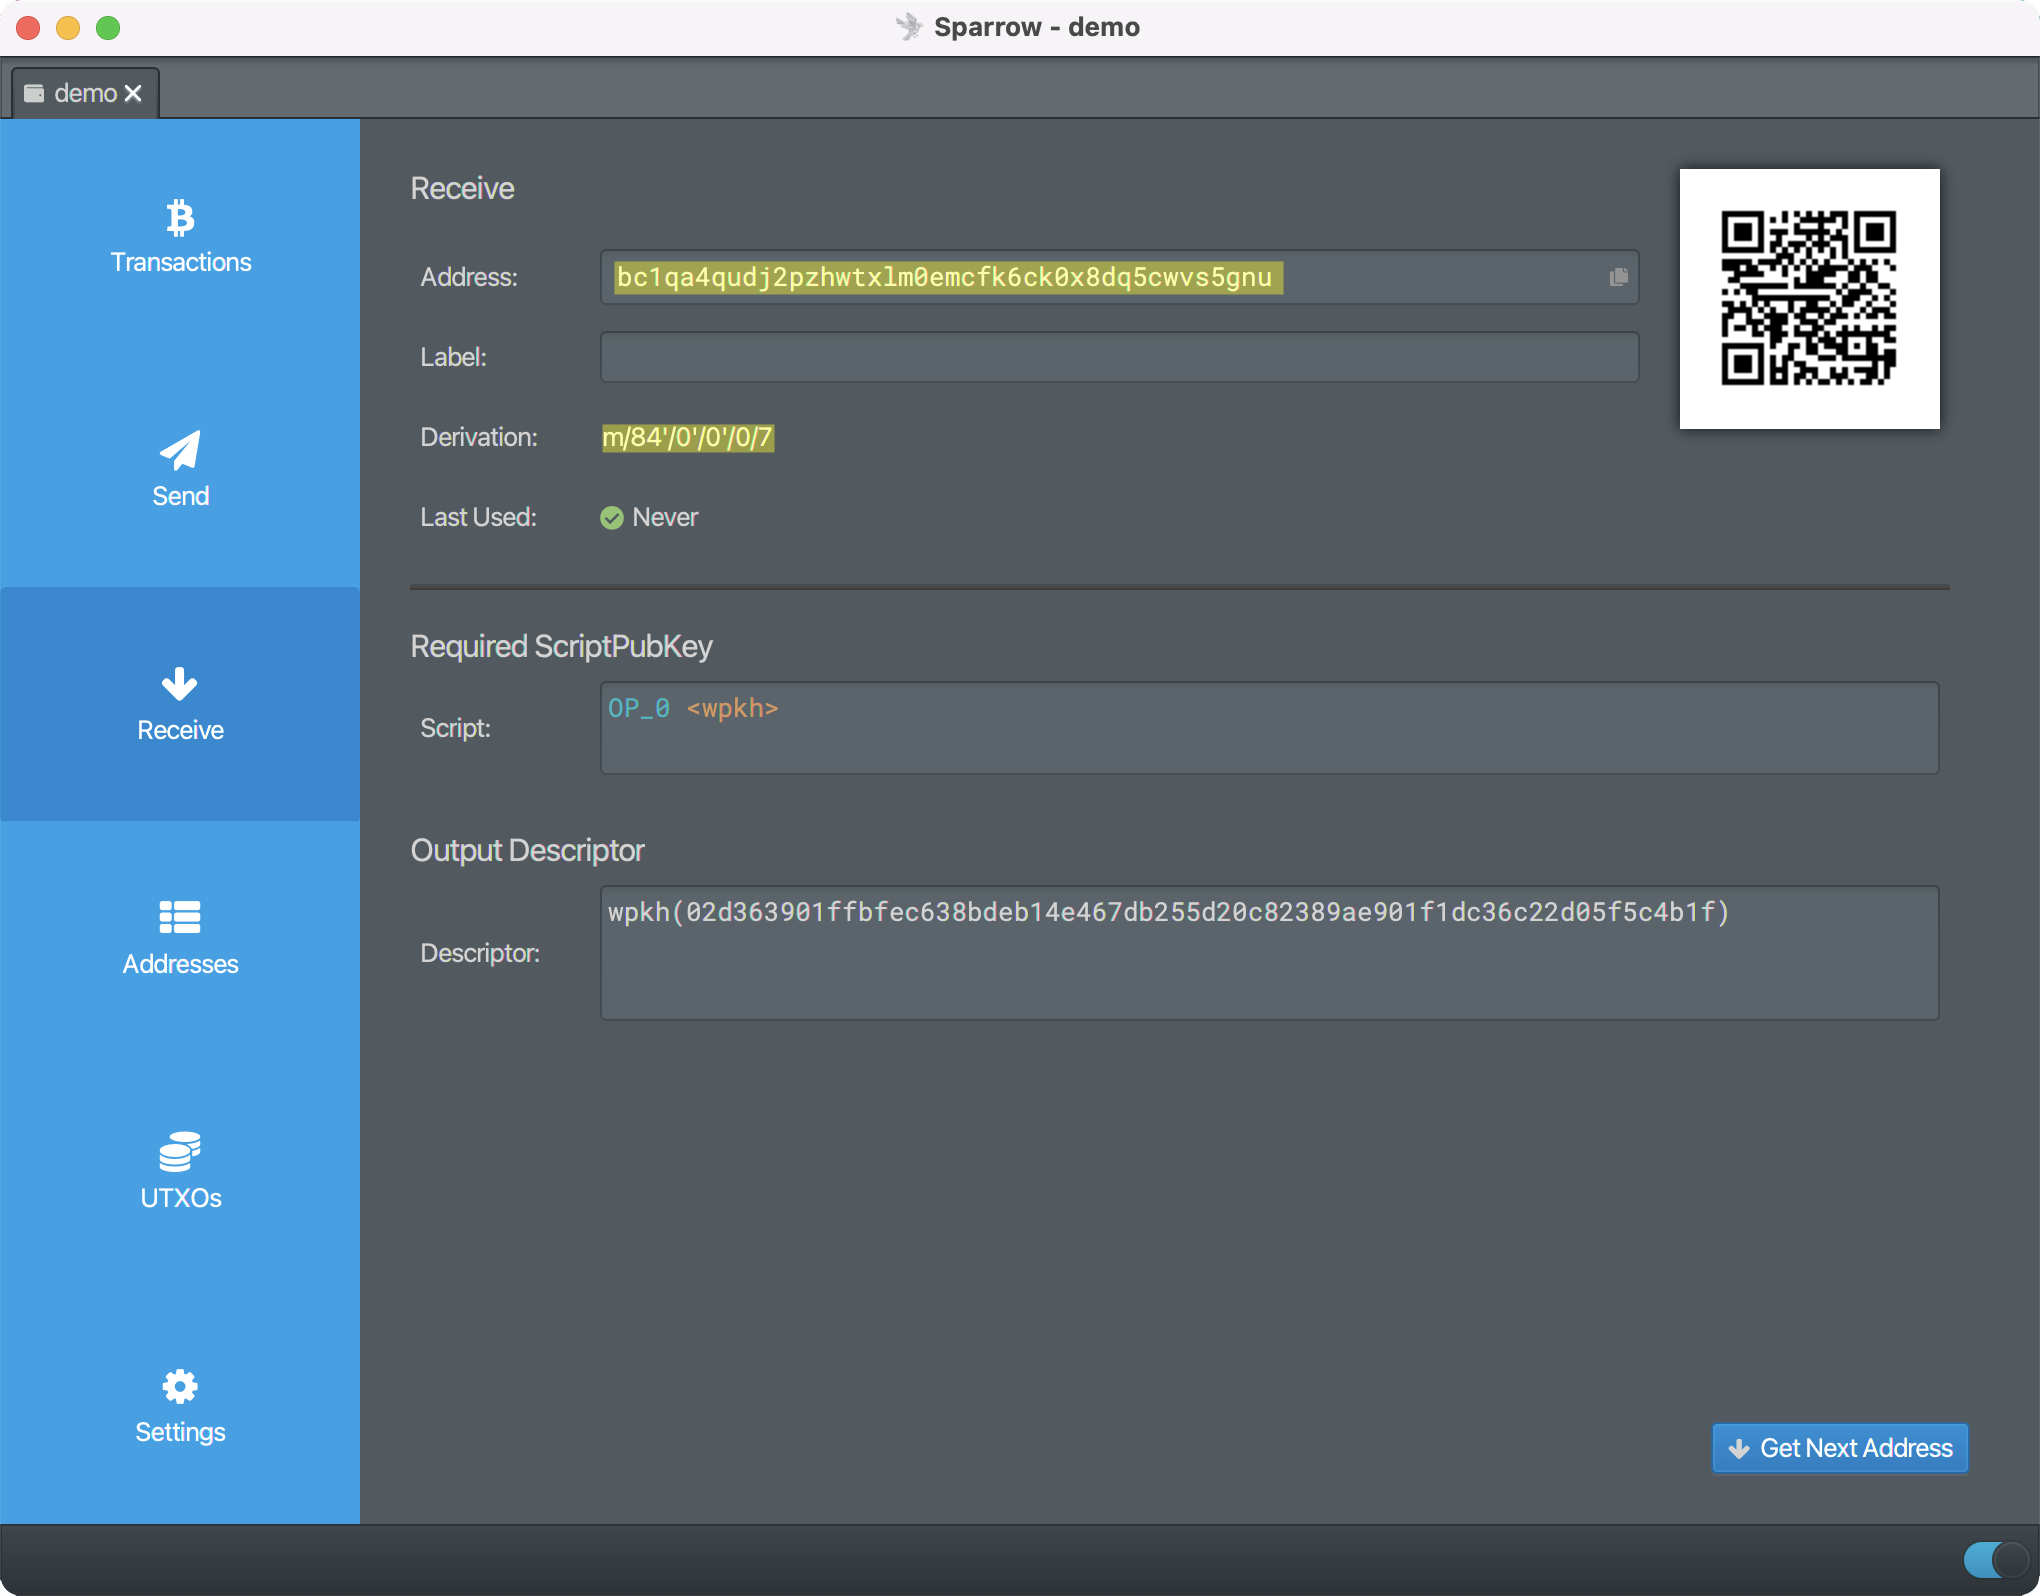 Sparrow - demo
demo
Transactions
Send
Receive
Addresses
UTXOs
Settings
Receive
Address: bc1qa4qudj2pzhwtxlm0emcfk6ck0x8dq5cwvs5gnu
Label:
Derivation: m/84'/0'/0'/0/7
Last Used: Never
Required ScriptPubKey
Script: OP_0 <wpkh>
Output Descriptor
Descriptor: wpkh(02d363901ffbfec638bdeb14e467db255d20c82389ae901f1dc36c22d05f5c4b1f)
Get Next Address